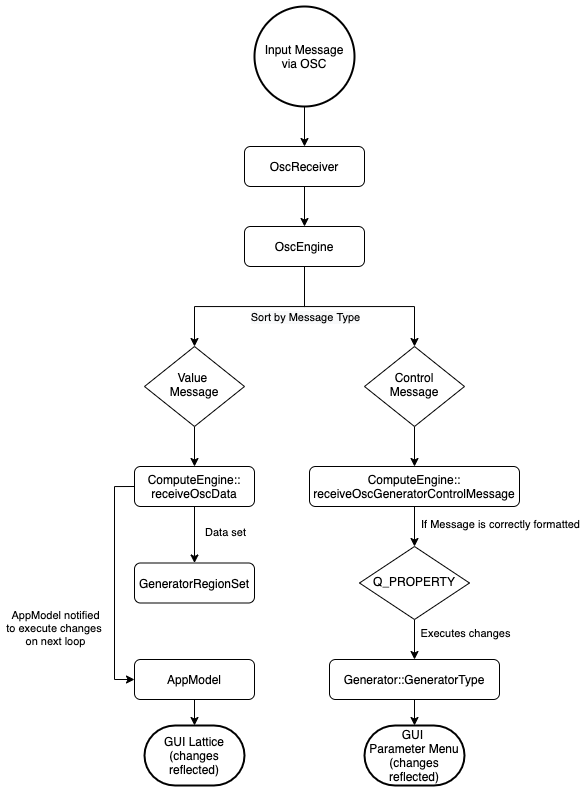 Input Message
via OSC
OscReceiver
OscEngine
Sort by Message Type
Value
Message
Control
Message
ComputeEngine::
receiveOscData
ComputeEngine::
receiveOscGeneratorControlMessage
Data set
If Message is correctly formatted
GeneratorRegionSet
Q_PROPERTY
AppModel notified
to execute changes
on next loop
Executes changes
AppModel
Generator::GeneratorType
GUI Lattice
(changes
reflected)
GUI
Parameter Menu
(changes
reflected)